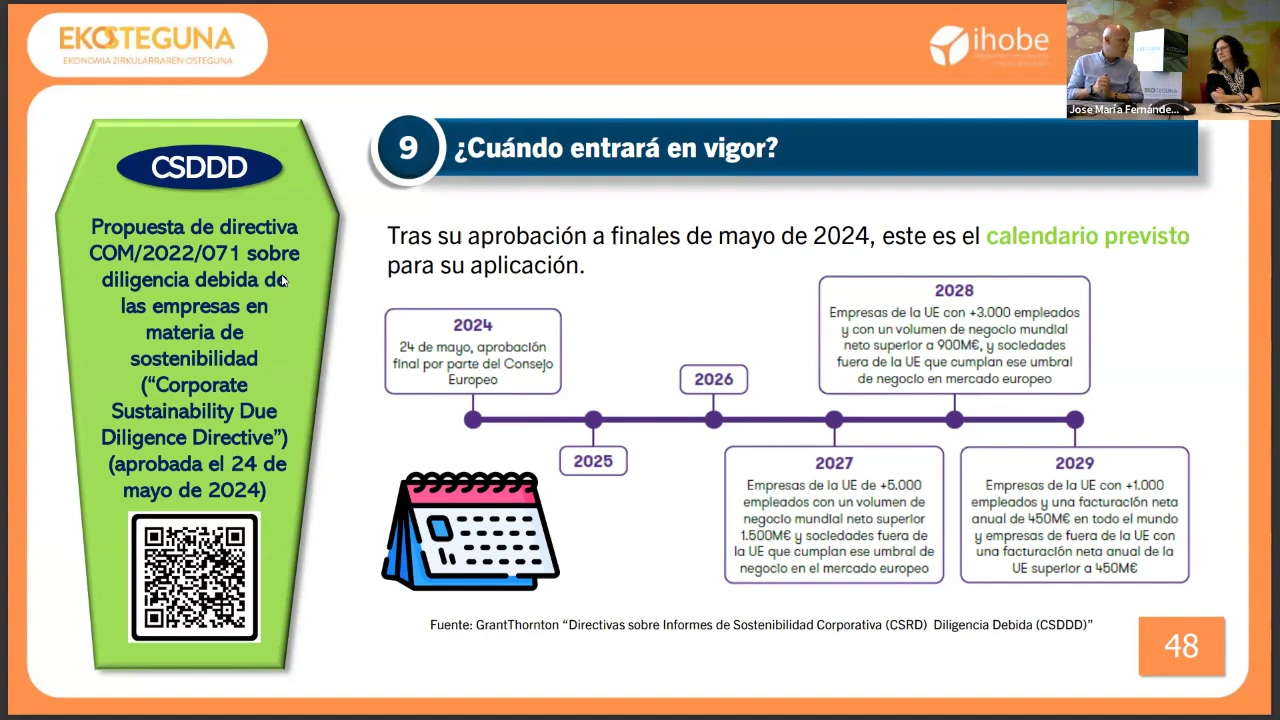 EKOSTEGUNA
EKONOMIA ZIRKULARRAREN OSTEGUNA
ihobe
EKOSTEGUNA
Jose María Fernánde...
CSDDD
Propuesta de directiva
COM/2022/071 sobre
diligencia debida de
las empresas en
materia de
sostenibilidad
(“Corporate
Sustainability Due
Diligence Directive”)
(aprobada el 24 de
mayo de 2024)
9
¿Cuándo entrará en vigor?
Tras su aprobación a finales de mayo de 2024, este es el calendario previsto
para su aplicación.
2024
24 de mayo, aprobación
final por parte del Consejo
Europeo
2025
2026
2027
Empresas de la UE de +5.000
empleados con un volumen de
negocio mundial neto superior
1.500M€ y sociedades fuera de
la UE que cumplan ese umbral de
negocio en el mercado europeo
2028
Empresas de la UE con +3.000 empleados
y con un volumen de negocio mundial
neto superior a 900M€, y sociedades
fuera de la UE que cumplan ese umbral
de negocio en mercado europeo
2029
Empresas de la UE con +1.000
empleados y una facturación neta
anual de 450M€ en todo el mundo
y empresas de fuera de la UE con
una facturación neta anual de la
UE superior a 450M€
Fuente: GrantThornton “Directivas sobre Informes de Sostenibilidad Corporativa (CSRD) Diligencia Debida (CSDDD)”
48